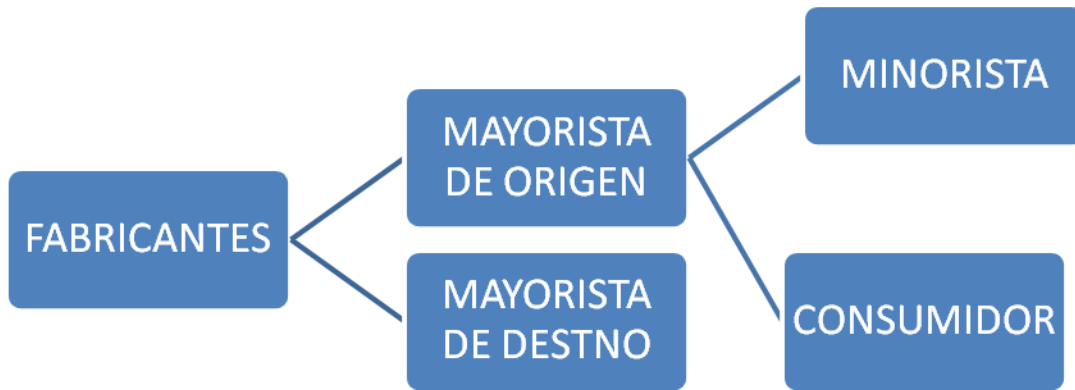 FABRICANTES
MAYORISTA
DE ORIGEN
MAYORISTA
DE DESTNO
MINORISTA
CONSUMIDOR